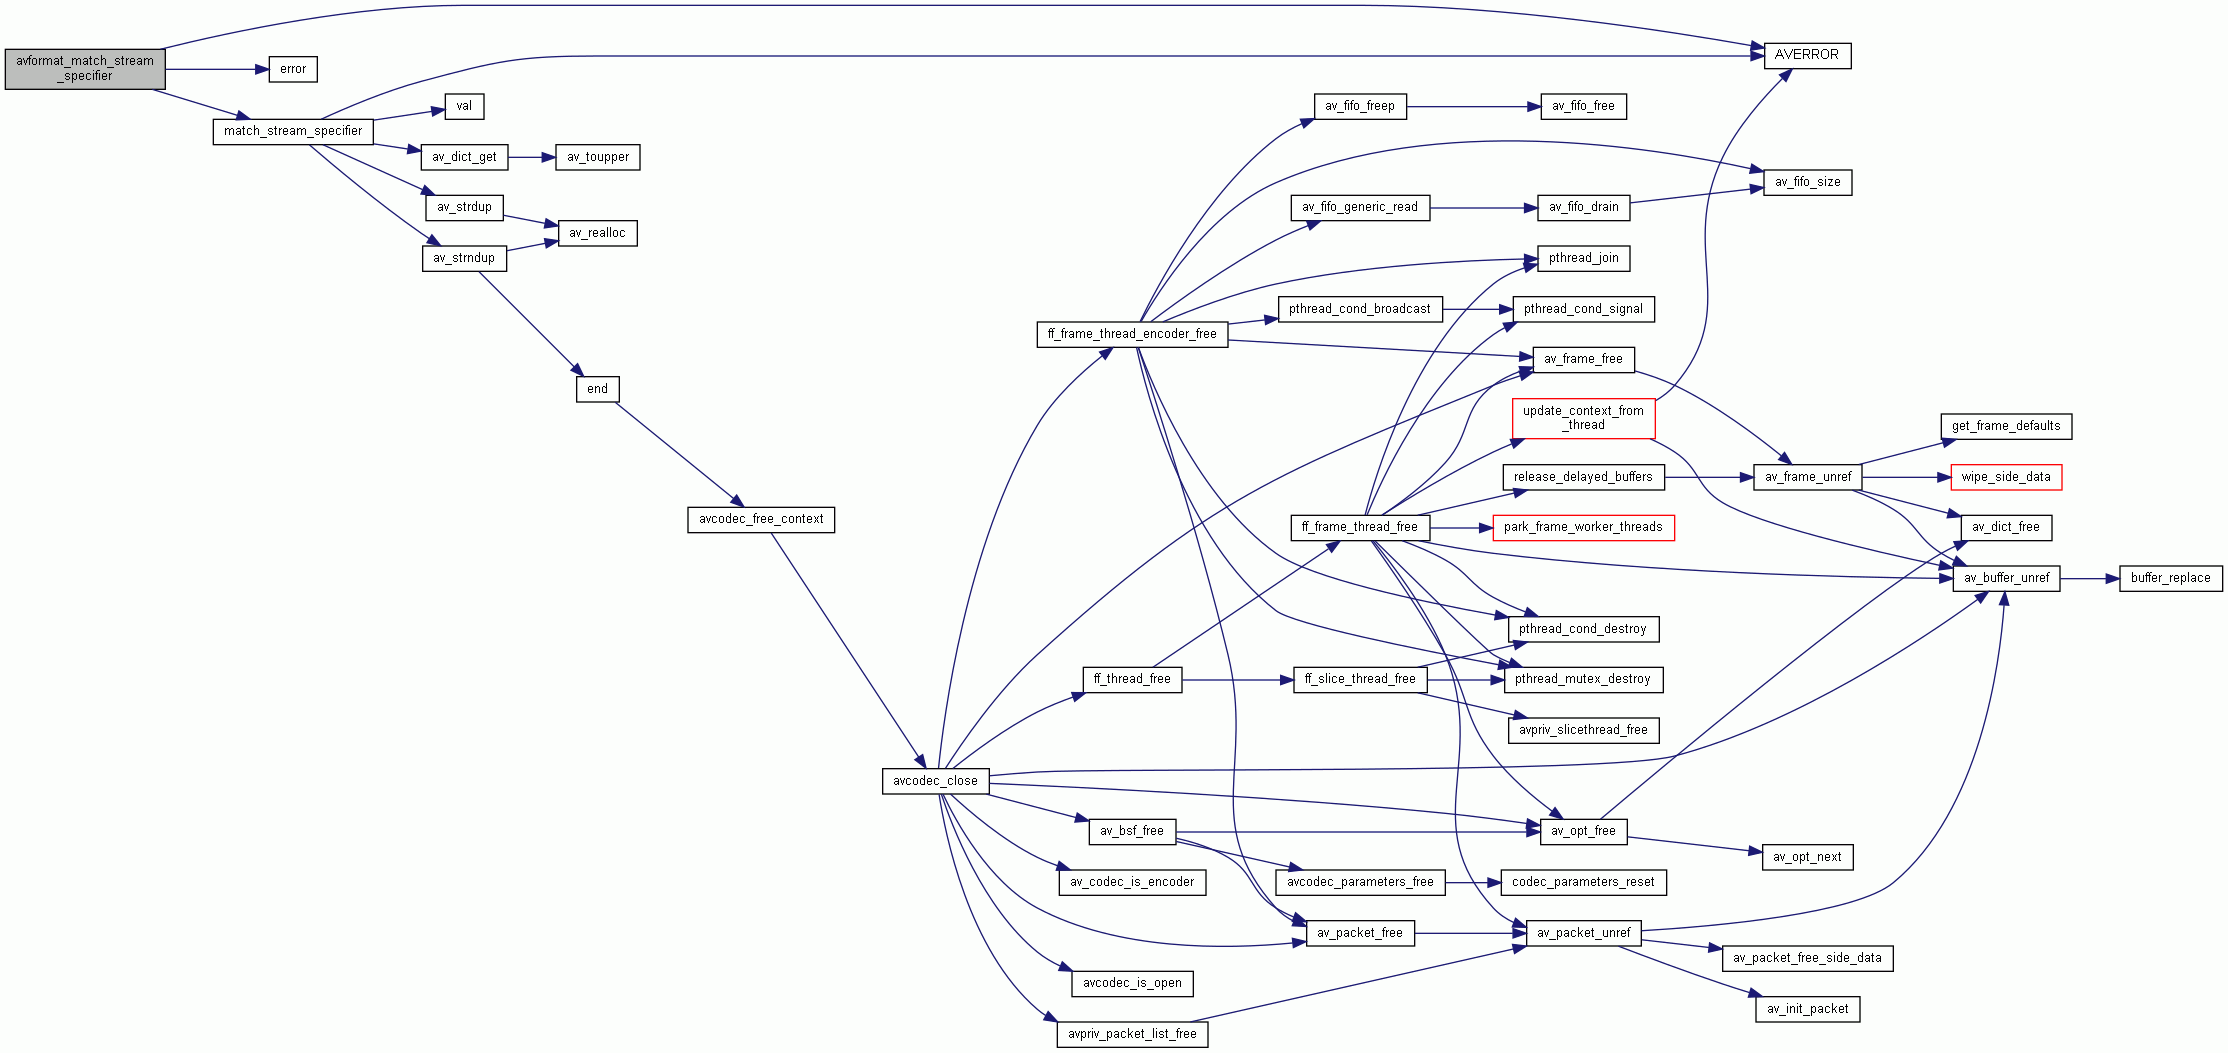 avformat_match_stream
_specifier
error
match_stream_specifier
val
av_dict_get
av_toupper
av_strdup
av_realloc
av_strndup
end
avcodec_free_context
avcodec_close
ff_frame_thread_encoder_free
ff_thread_free
av_bsf_free
av_codec_is_encoder
avcodec_is_open
avpriv_packet_list_free
av_fifo_freep
av_fifo_free
av_fifo_generic_read
av_fifo_drain
av_fifo_size
pthread_join
pthread_cond_broadcast
pthread_cond_signal
av_frame_free
update_context_from
_thread
release_delayed_buffers
ff_frame_thread_free
park_frame_worker_threads
pthread_cond_destroy
ff_slice_thread_free
pthread_mutex_destroy
avpriv_slicethread_free
av_opt_free
av_opt_next
avcodec_parameters_free
codec_parameters_reset
av_packet_free
av_packet_unref
av_packet_free_side_data
av_init_packet
AVERROR
av_frame_unref
get_frame_defaults
wipe_side_data
av_dict_free
av_buffer_unref
buffer_replace